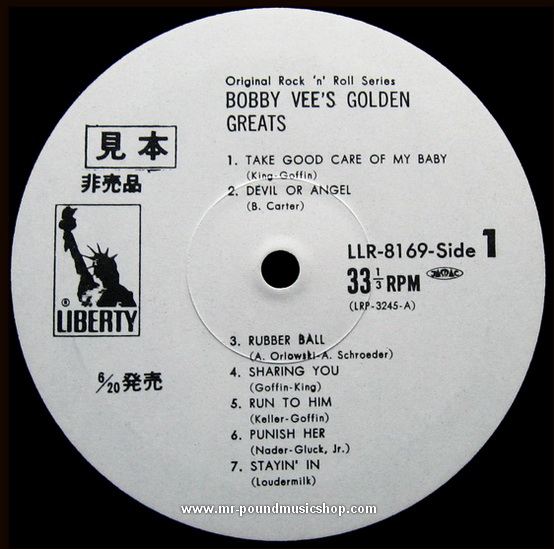 Original Rock 'n' Roll Series
BOBBY VEE'S GOLDEN
GREATS
見本
非売品
1. TAKE GOOD CARE OF MY BABY
(King-Goffin)
2. DEVIL OR ANGEL
(B. Carter)
LLR-8169-Side 1
33 1/3 RPM JASRAC
(LRP-3245-A)
® LIBERTY
6/20発売
3. RUBBER BALL
(A. Orlowski-A. Schroeder)
4. SHARING YOU
(Goffin-King)
5. RUN TO HIM
(Keller-Goffin)
6. PUNISH HER
(Nader-Gluck, Jr.)
7. STAYIN' IN
(Loudermilk)
www.mr-poundmusicshop.com